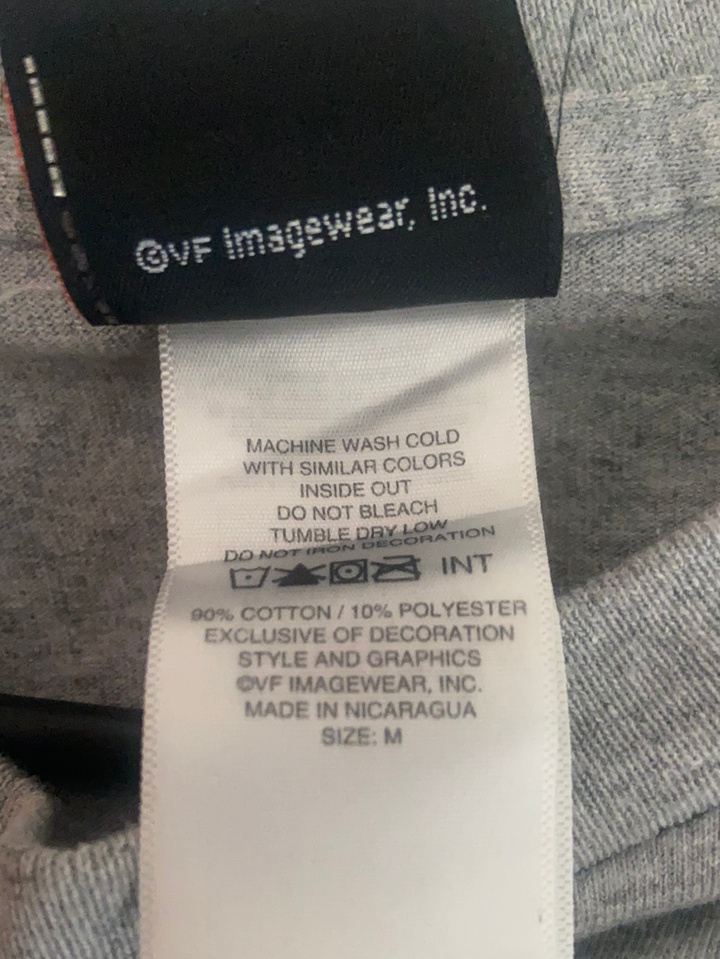 ©VF Imagewear, Inc.
MACHINE WASH COLD
WITH SIMILAR COLORS
INSIDE OUT
DO NOT BLEACH
TUMBLE DRY LOW
DO NOT IRON DECORATION
INT
90% COTTON / 10% POLYESTER
EXCLUSIVE OF DECORATION
STYLE AND GRAPHICS
©VF IMAGEWEAR, INC.
MADE IN NICARAGUA
SIZE: M